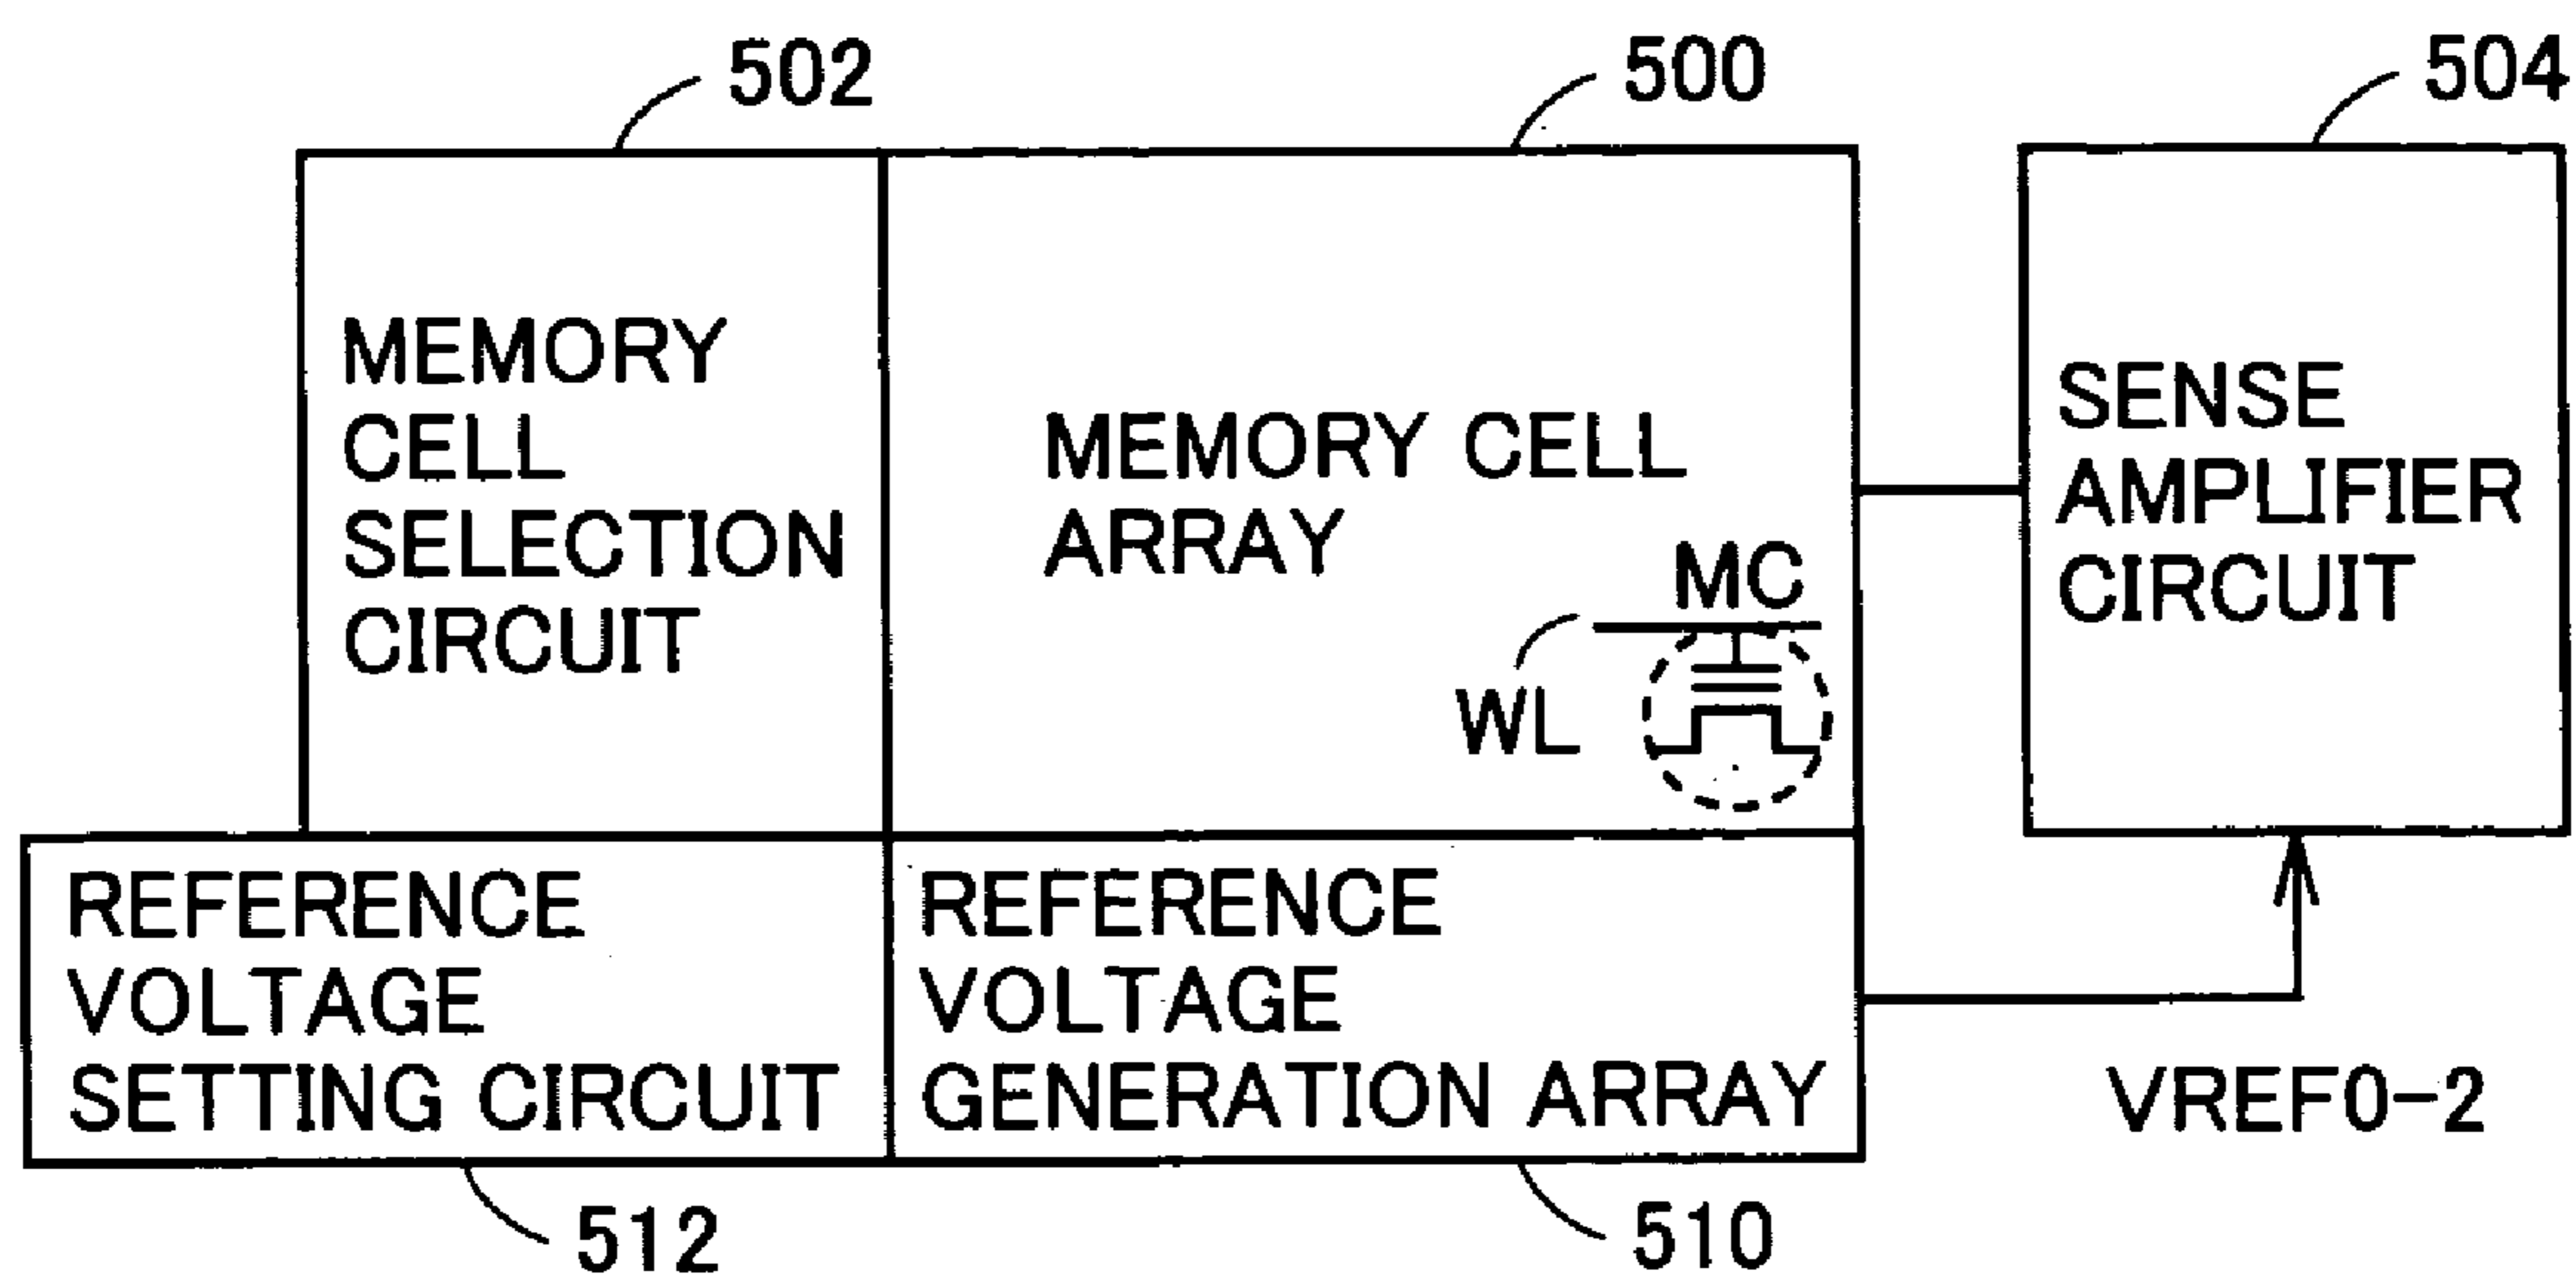 502
500
504
MEMORY
CELL
SELECTION
CIRCUIT
MEMORY CELL
ARRAY
MC
WL
SENSE
AMPLIFIER
CIRCUIT
REFERENCE
VOLTAGE
SETTING CIRCUIT
REFERENCE
VOLTAGE
GENERATION ARRAY
VREF0-2
512
510